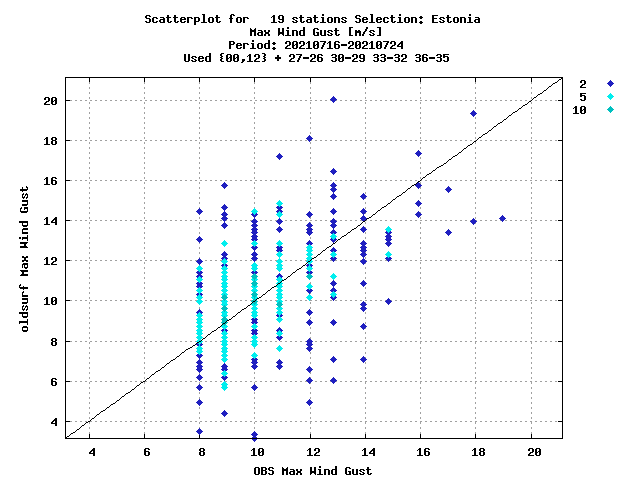 Scatterplot for   19 stations Selection: Estonia
Max Wind Gust [m/s]
Period: 20210716-20210724
Used {00,12} + 27-26 30-29 33-32 36-35
2
5
10
20
18
16
14
12
10
8
6
4
oldsurf Max Wind Gust
4 6 8 10 12 14 16 18 20
OBS Max Wind Gust